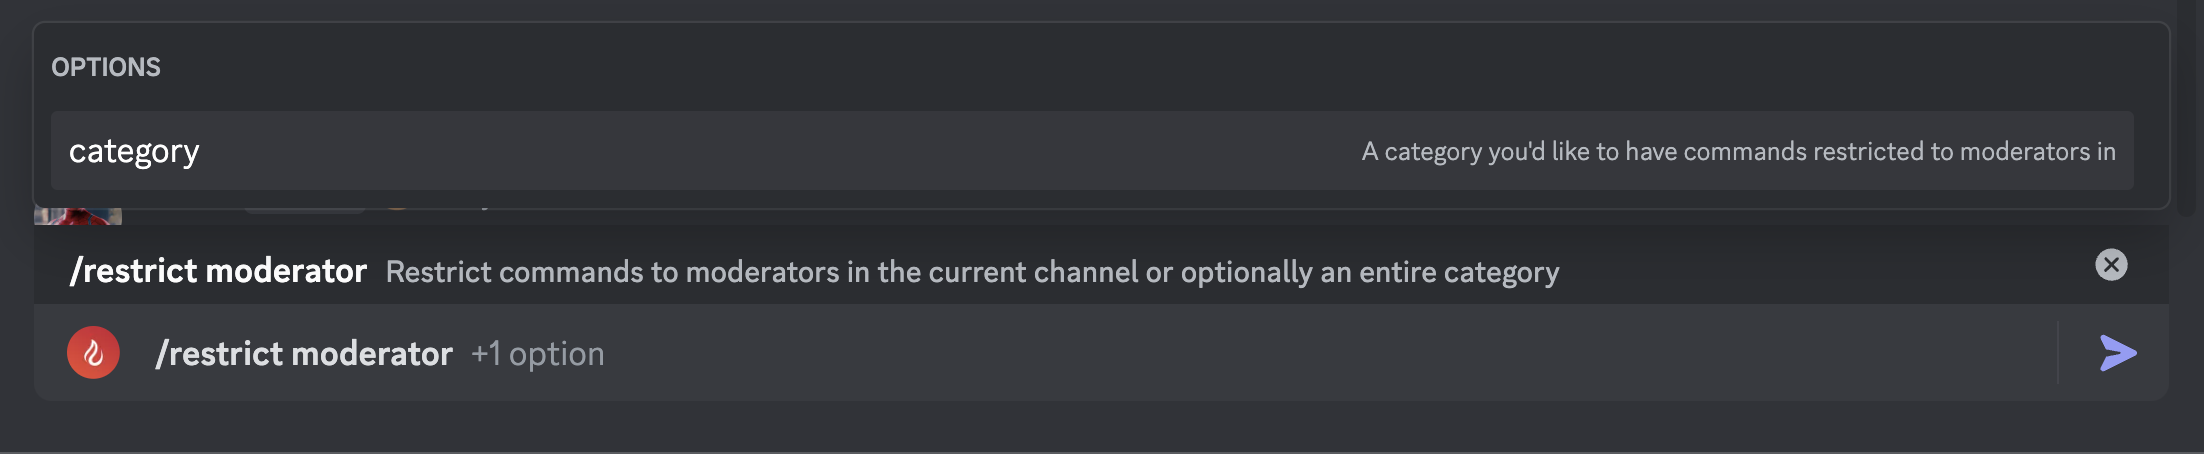 OPTIONS
category A category you'd like to have commands restricted to moderators in
/restrict moderator Restrict commands to moderators in the current channel or optionally an entire category
/restrict moderator +1 option